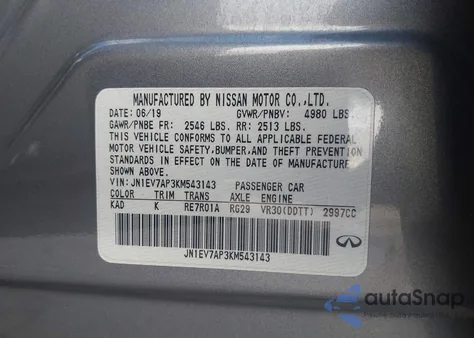 MANUFACTURED BY NISSAN MOTOR CO.,LTD.
DATE: 06/19 GVWR/PNBV: 4980 LBS.
GAWR/PNBE FR: 2546 LBS. RR: 2513 LBS.
THIS VEHICLE CONFORMS TO ALL APPLICABLE FEDERAL
MOTOR VEHICLE SAFETY, BUMPER, AND THEFT PREVENTION
STANDARDS IN EFFECT ON THE DATE OF MANUFACTURE
SHOWN ABOVE.
VIN: JN1EV7AP3KM543143 PASSENGER CAR
COLOR TRIM TRANS AXLE ENGINE
KAD K RE7R01A RG29 VR30(DDTT) 2997CC
JN1EV7AP3KM543143
INFINITI
autoSnap